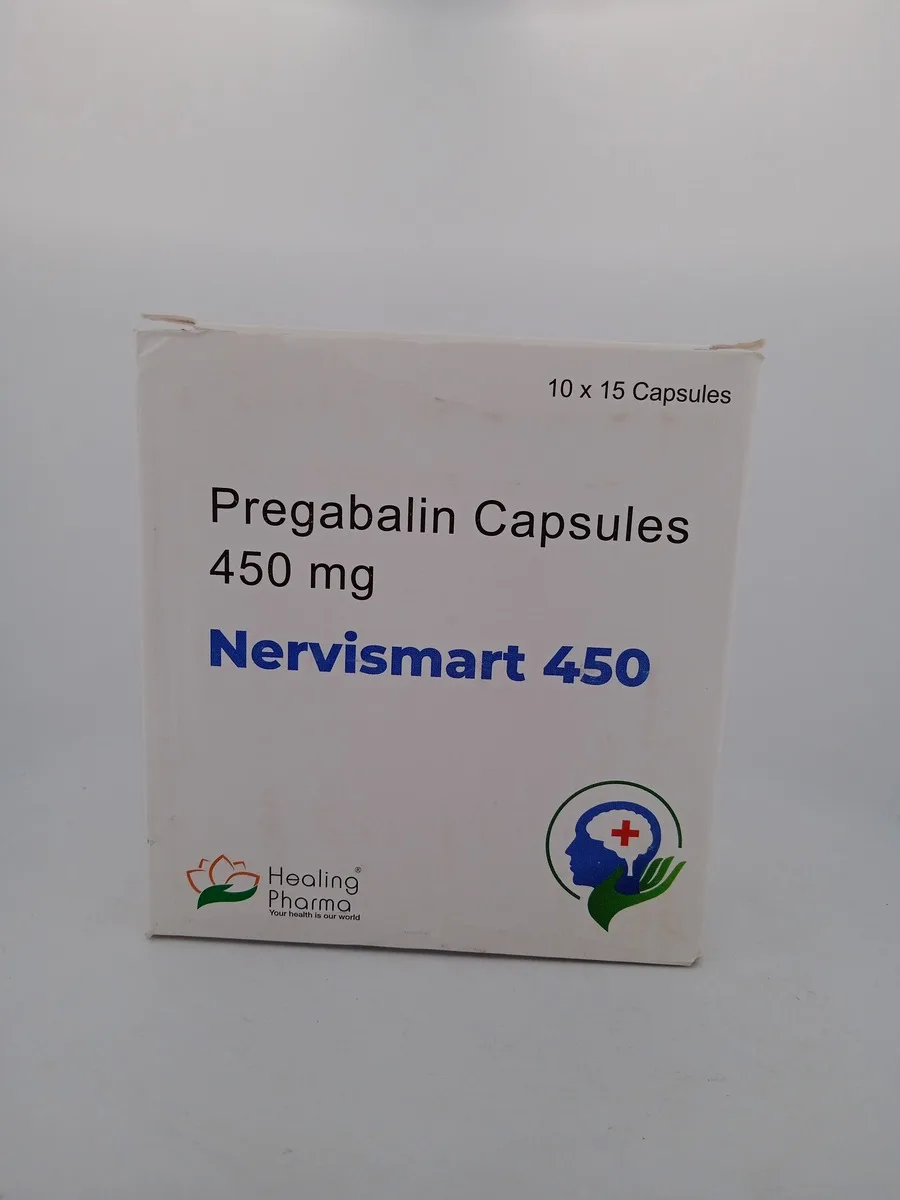 10 x 15 Capsules
Pregabalin Capsules
450 mg
Nervismart 450
Healing®
Pharma
Your health is our world